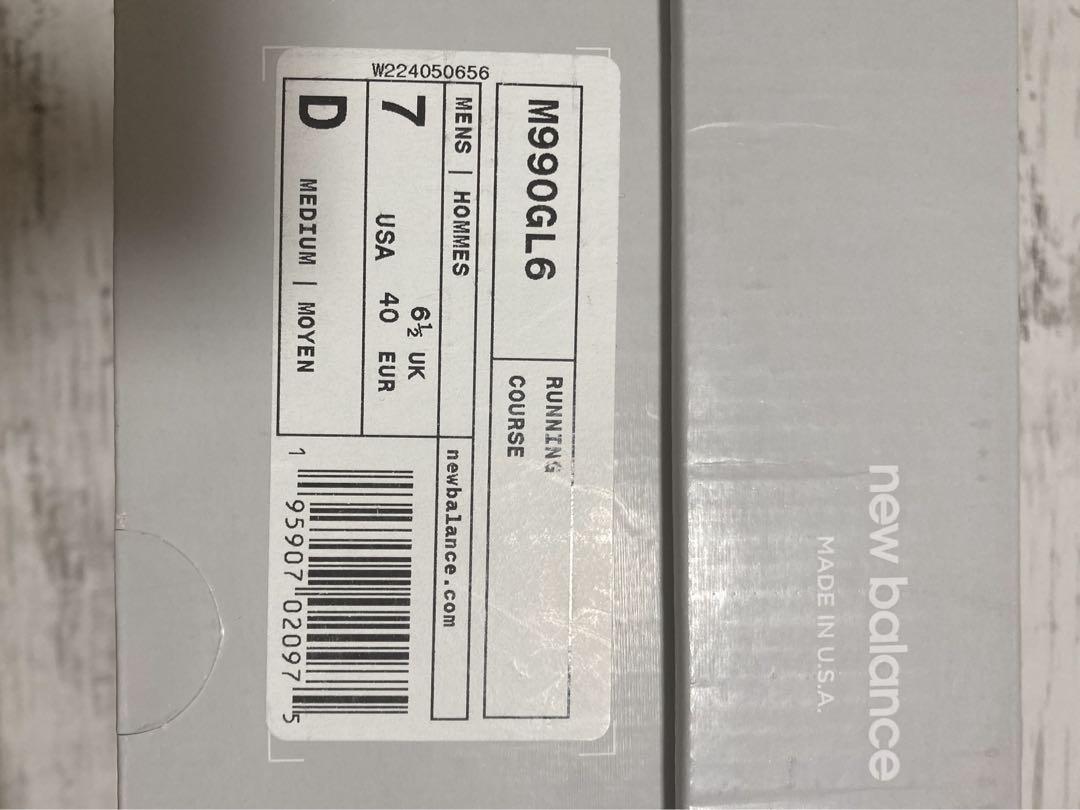 new balance
MADE IN U.S.A.
W224050656
M990GL6
RUNNING
COURSE
MENS | HOMMES
newbalance.com
7 USA
6½ UK
40 EUR
D MEDIUM | MOYEN
1 95907 02097 5